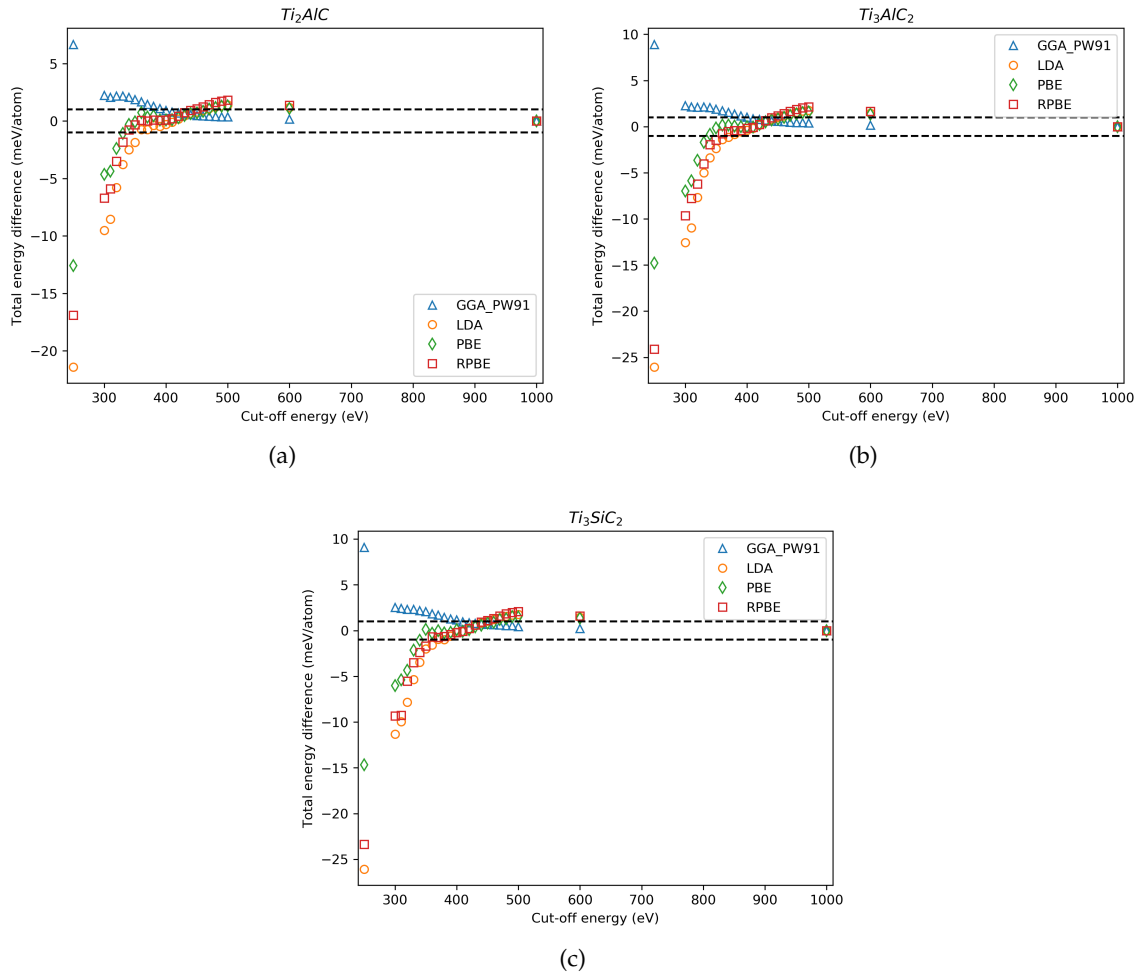 Ti₂AlC
Total energy difference (meV/atom)
5
0
−5
−10
−15
−20
GGA_PW91
LDA
PBE
RPBE
300 400 500 600 700 800 900 1000
Cut-off energy (eV)
(a)
Ti₃AlC₂
Total energy difference (meV/atom)
10
5
0
−5
−10
−15
−20
−25
GGA_PW91
LDA
PBE
RPBE
300 400 500 600 700 800 900 1000
Cut-off energy (eV)
(b)
Ti₃SiC₂
Total energy difference (meV/atom)
10
5
0
−5
−10
−15
−20
−25
GGA_PW91
LDA
PBE
RPBE
300 400 500 600 700 800 900 1000
Cut-off energy (eV)
(c)